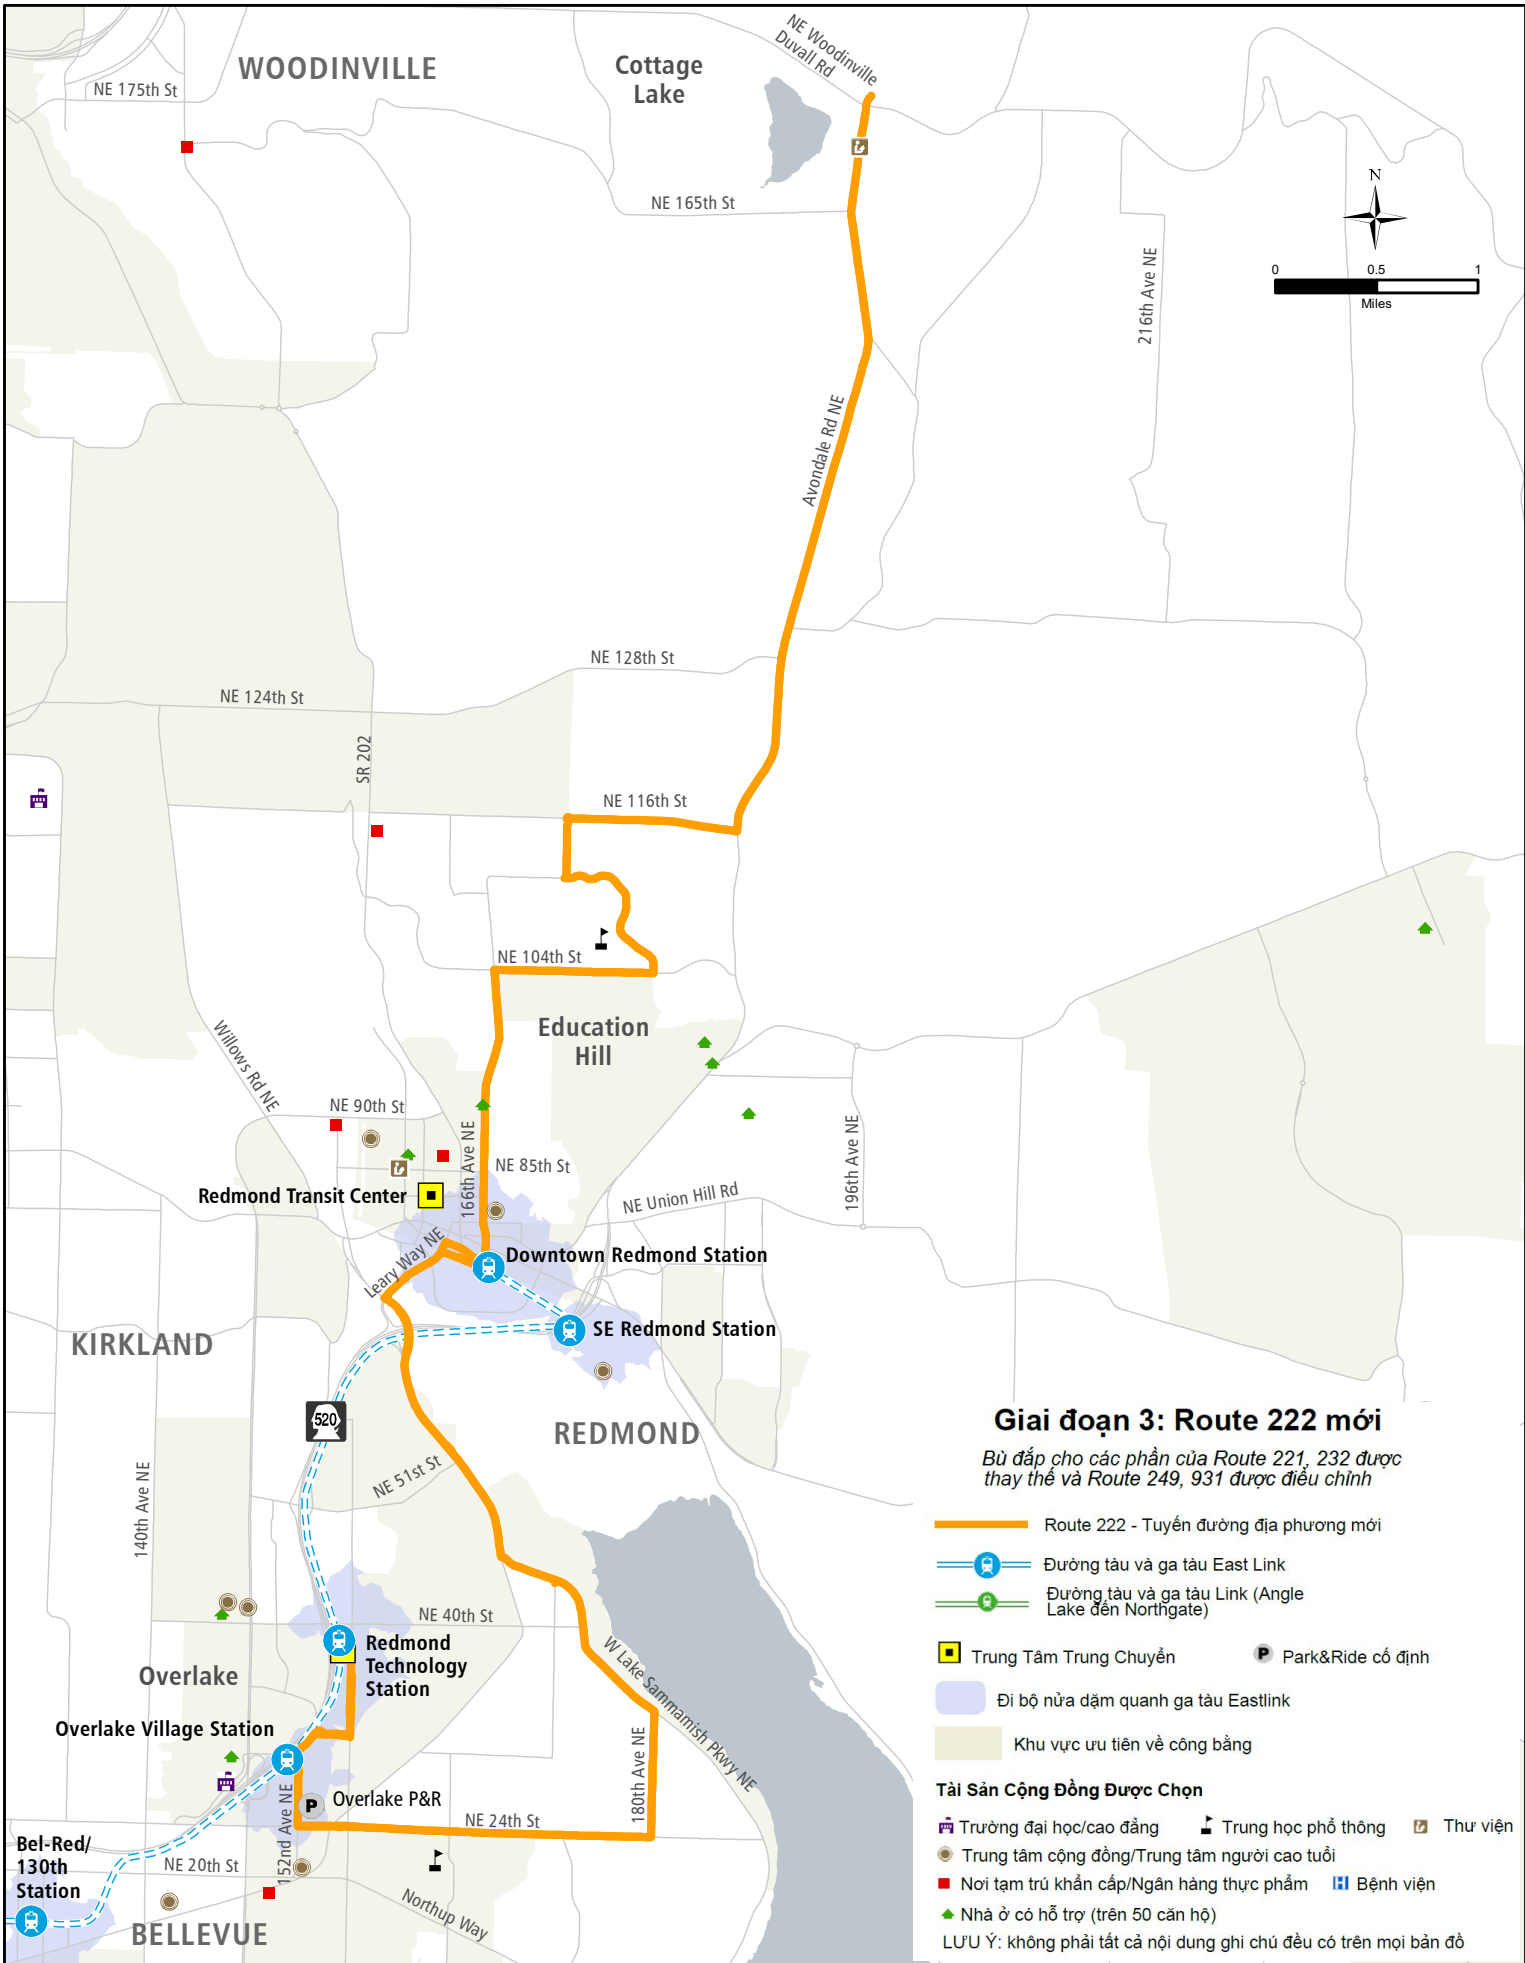 WOODINVILLE
Cottage
Lake
NE Woodinville
Duvall Rd
NE 175th St
NE 165th St
N
0 0.5 1
Miles
216th Ave NE
Avondale Rd NE
NE 128th St
NE 124th St
SR 202
NE 116th St
NE 104th St
Education
Hill
Willows Rd NE
NE 90th St
166th Ave NE
NE 85th St
196th Ave NE
Redmond Transit Center
NE Union Hill Rd
Leary Way NE
Downtown Redmond Station
SE Redmond Station
KIRKLAND
520
REDMOND
NE 51st St
140th Ave NE
NE 40th St
Redmond
Technology
Station
W Lake Sammamish Pkwy NE
Overlake
Overlake Village Station
180th Ave NE
152nd Ave NE
P
Overlake P&R
NE 24th St
Bel-Red/
130th
Station
NE 20th St
Northup Way
BELLEVUE
Giai đoạn 3: Route 222 mới
Bù đắp cho các phần của Route 221, 232 được
thay thế và Route 249, 931 được điều chỉnh
Route 222 - Tuyến đường địa phương mới
Đường tàu và ga tàu East Link
Đường tàu và ga tàu Link (Angle
Lake đến Northgate)
Trung Tâm Trung Chuyển
P Park&Ride cố định
Đi bộ nửa dặm quanh ga tàu Eastlink
Khu vực ưu tiên về công bằng
Tài Sản Cộng Đồng Được Chọn
Trường đại học/cao đẳng
Trung học phổ thông
Thư viện
Trung tâm cộng đồng/Trung tâm người cao tuổi
Nơi tạm trú khẩn cấp/Ngân hàng thực phẩm
H Bệnh viện
Nhà ở có hỗ trợ (trên 50 căn hộ)
LƯU Ý: không phải tất cả nội dung ghi chú đều có trên mọi bản đồ